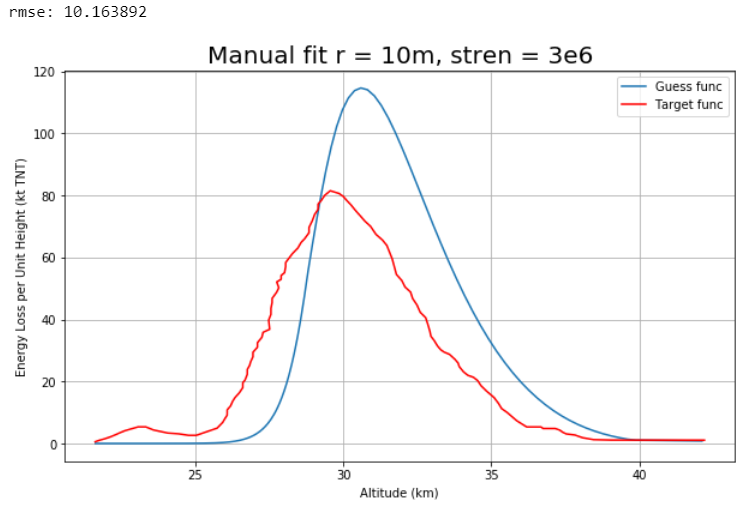 rmse: 10.163892
Manual fit r = 10m, stren = 3e6
Guess func
Target func
Energy Loss per Unit Height (kt TNT)
120
100
80
60
40
20
0
25 30 35 40
Altitude (km)